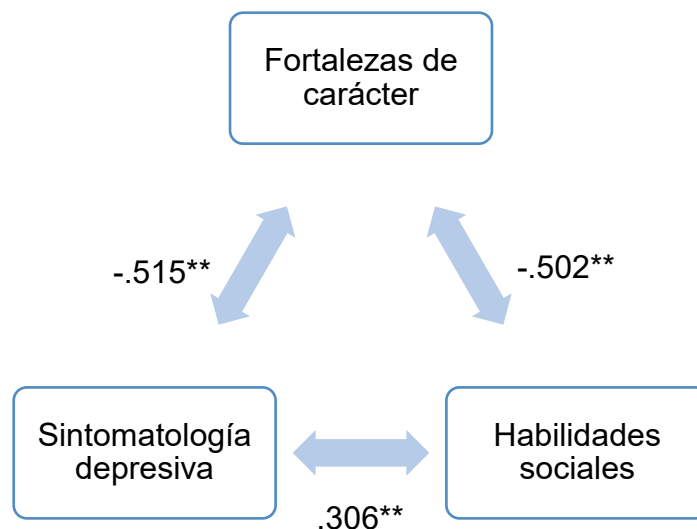 Fortalezas de
carácter
-.515**
-.502**
Sintomatología
depresiva
Habilidades
sociales
.306**